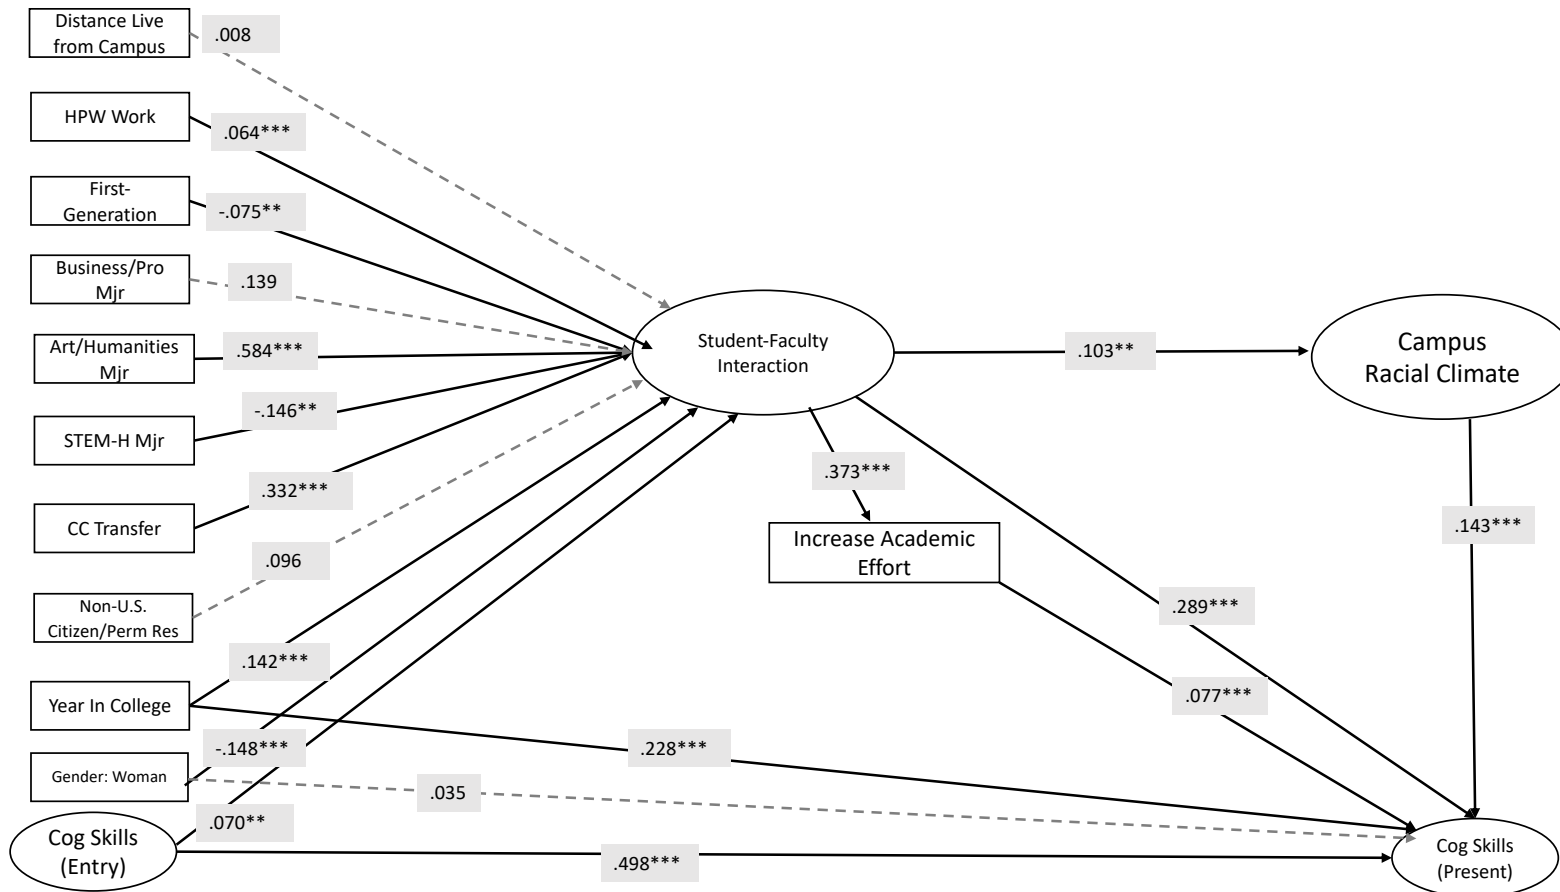 Distance Live
from Campus
.008
HPW Work
.064***
First-
Generation
-.075**
Business/Pro
Mjr
.139
Art/Humanities
Mjr
.584***
STEM-H Mjr
-.146**
CC Transfer
.332***
Non-U.S.
Citizen/Perm Res
.096
Year In College
.142***
.228***
Gender: Woman
-.148***
.035
Cog Skills
(Entry)
.070**
.498***
Student-Faculty
Interaction
.103**
Campus
Racial Climate
.373***
Increase Academic
Effort
.143***
.289***
.077***
Cog Skills
(Present)